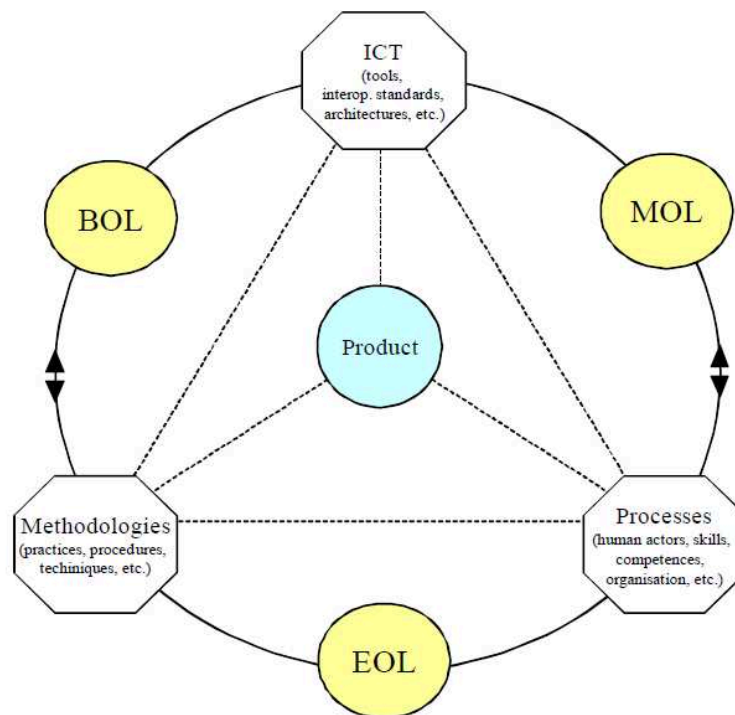 ICT
(tools,
interop. standards,
architectures, etc.)
BOL
MOL
Product
Methodologies
(practices, procedures,
techiniques, etc.)
Processes
(human actors, skills,
competences,
organisation, etc.)
EOL